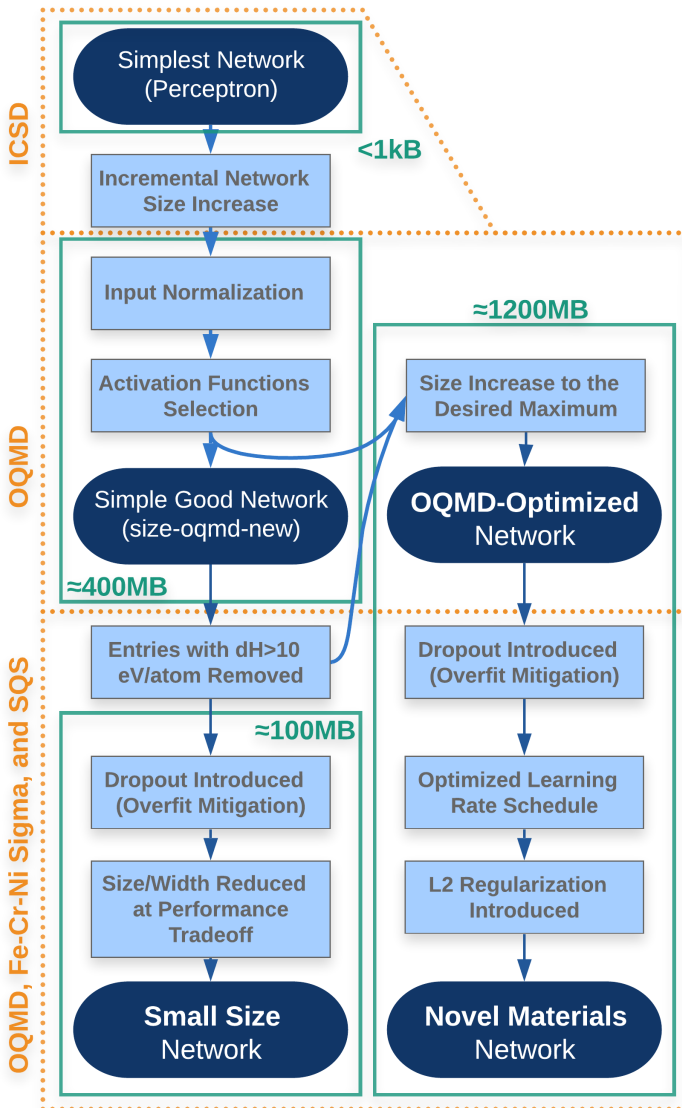 ICSD
Simplest Network
(Perceptron)
<1kB
Incremental Network
Size Increase
OQMD
Input Normalization
Activation Functions
Selection
Simple Good Network
(size-oqmd-new)
≈400MB
≈1200MB
Size Increase to the
Desired Maximum
OQMD-Optimized
Network
OQMD, Fe-Cr-Ni Sigma, and SQS
Entries with dH>10
eV/atom Removed
≈100MB
Dropout Introduced
(Overfit Mitigation)
Size/Width Reduced
at Performance
Tradeoff
Small Size
Network
Dropout Introduced
(Overfit Mitigation)
Optimized Learning
Rate Schedule
L2 Regularization
Introduced
Novel Materials
Network